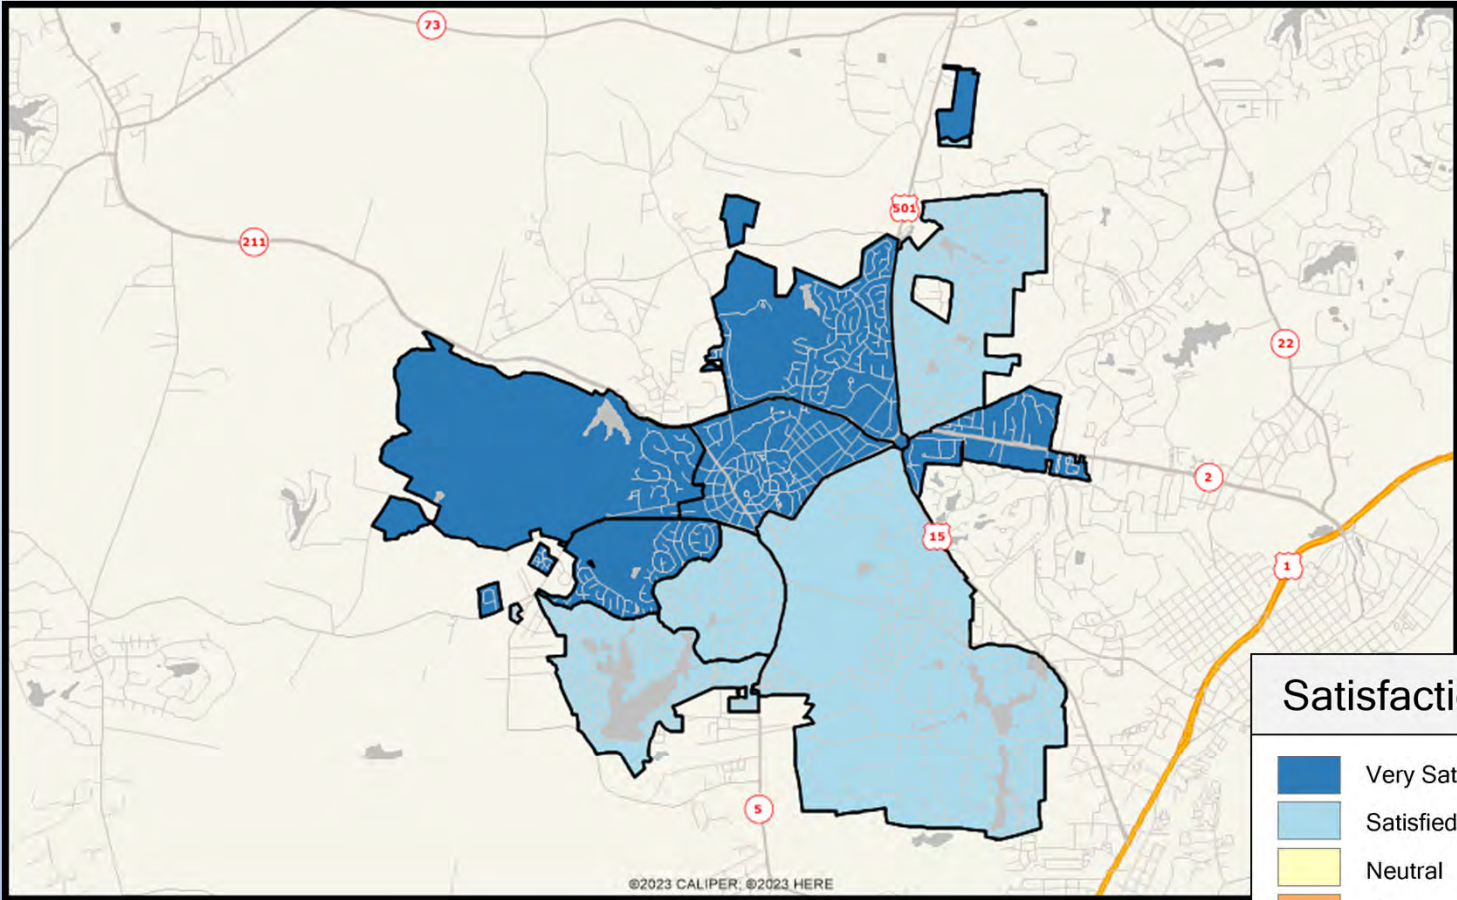 73
501
211
22
2
15
1
Satisfacti
Very Sat
Satisfied
Neutral
5
©2023 CALIPER; ©2023 HERE